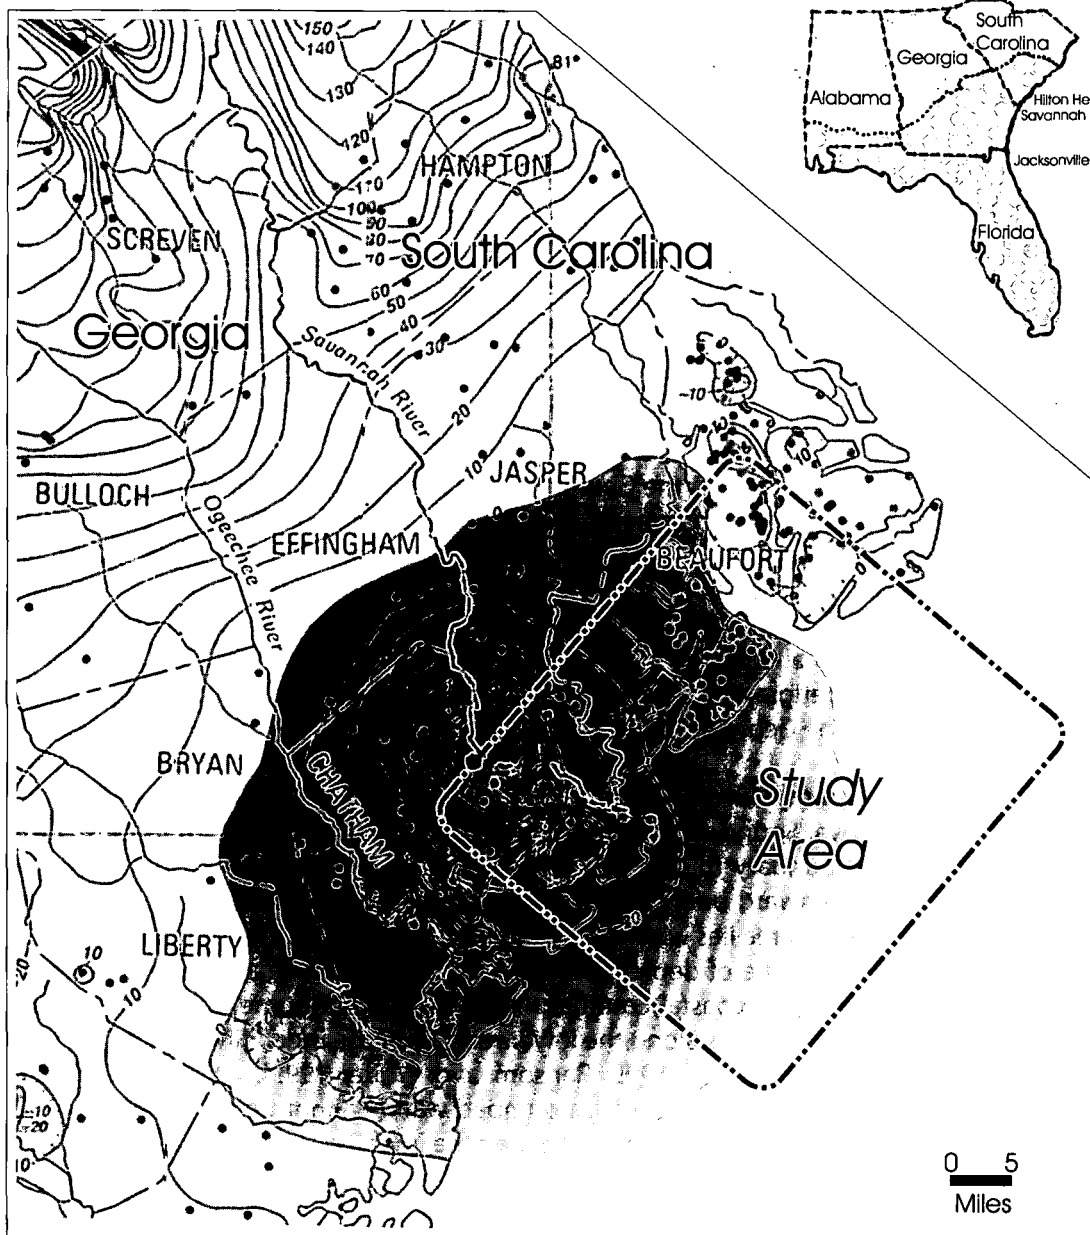 150
140
130
120
110
100
90
80
70
60
50
40
30
20
10
0
81°
HAMPTON
SCREVEN
South Carolina
Georgia
Savannah River
JASPER
BULLOCH
Ogeechee River
EFFINGHAM
BEAUFORT
BRYAN
CHATHAM
Study
Area
LIBERTY
10
10
20
-10
-20
10
0
-10
10
0
South
Carolina
Georgia
Alabama
Hilton He
Savannah
Jacksonville
Florida
0 5
Miles